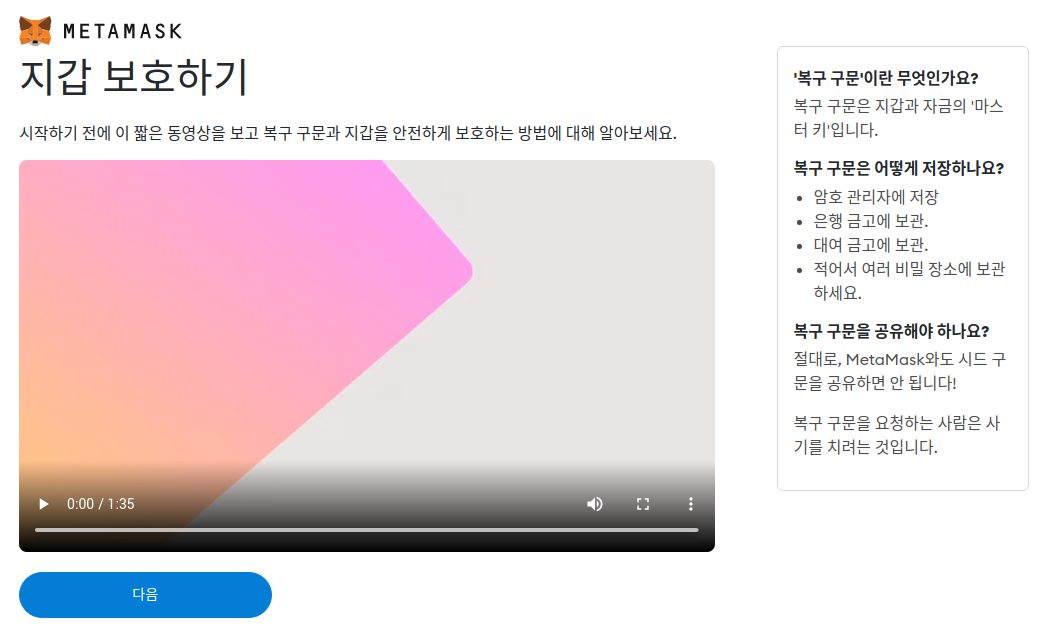 METAMASK
지갑 보호하기
시작하기 전에 이 짧은 동영상을 보고 복구 구문과 지갑을 안전하게 보호하는 방법에 대해 알아보세요.
0:00 / 1:35
다음
'복구 구문'이란 무엇인가요?
복구 구문은 지갑과 자금의 '마스
터 키'입니다.
복구 구문은 어떻게 저장하나요?
• 암호 관리자에 저장
• 은행 금고에 보관.
• 대여 금고에 보관.
• 적어서 여러 비밀 장소에 보관
하세요.
복구 구문을 공유해야 하나요?
절대로, MetaMask와도 시드 구
문을 공유하면 안 됩니다!
복구 구문을 요청하는 사람은 사
기를 치려는 것입니다.